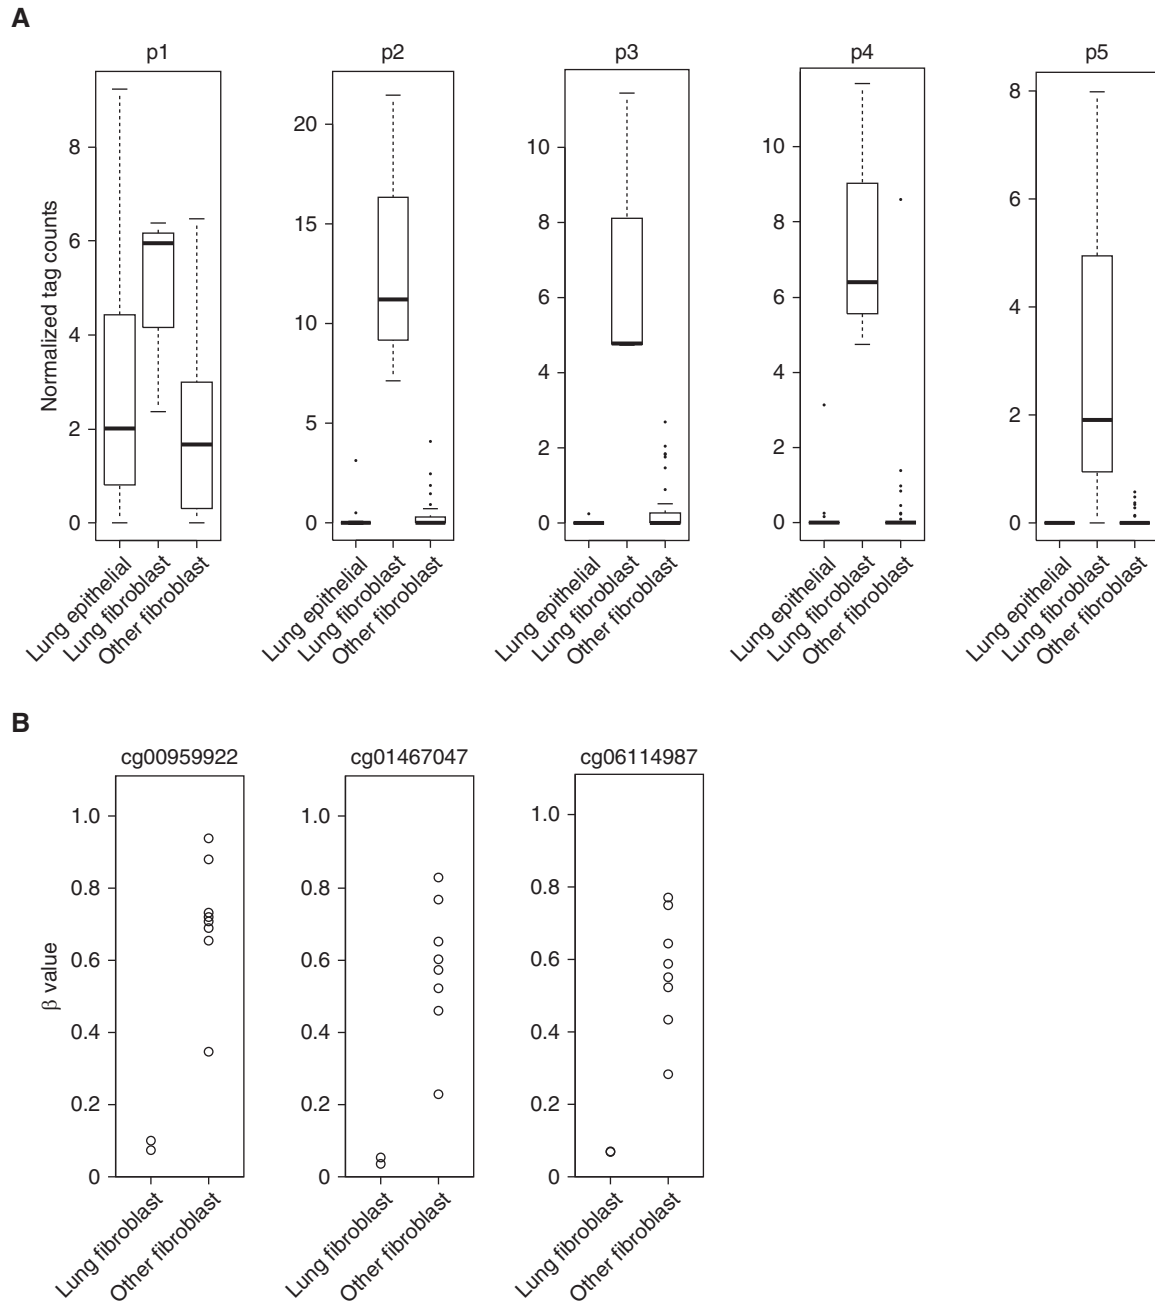 A
p1
p2
p3
p4
p5
Normalized tag counts
8
6
4
2
0
20
15
10
5
0
10
8
6
4
2
0
10
8
6
4
2
0
8
6
4
2
0
Lung epithelial
Lung fibroblast
Other fibroblast
Lung epithelial
Lung fibroblast
Other fibroblast
Lung epithelial
Lung fibroblast
Other fibroblast
Lung epithelial
Lung fibroblast
Other fibroblast
Lung epithelial
Lung fibroblast
Other fibroblast
B
cg00959922
cg01467047
cg06114987
β value
1.0
0.8
0.6
0.4
0.2
0
1.0
0.8
0.6
0.4
0.2
0
1.0
0.8
0.6
0.4
0.2
0
Lung fibroblast
Other fibroblast
Lung fibroblast
Other fibroblast
Lung fibroblast
Other fibroblast